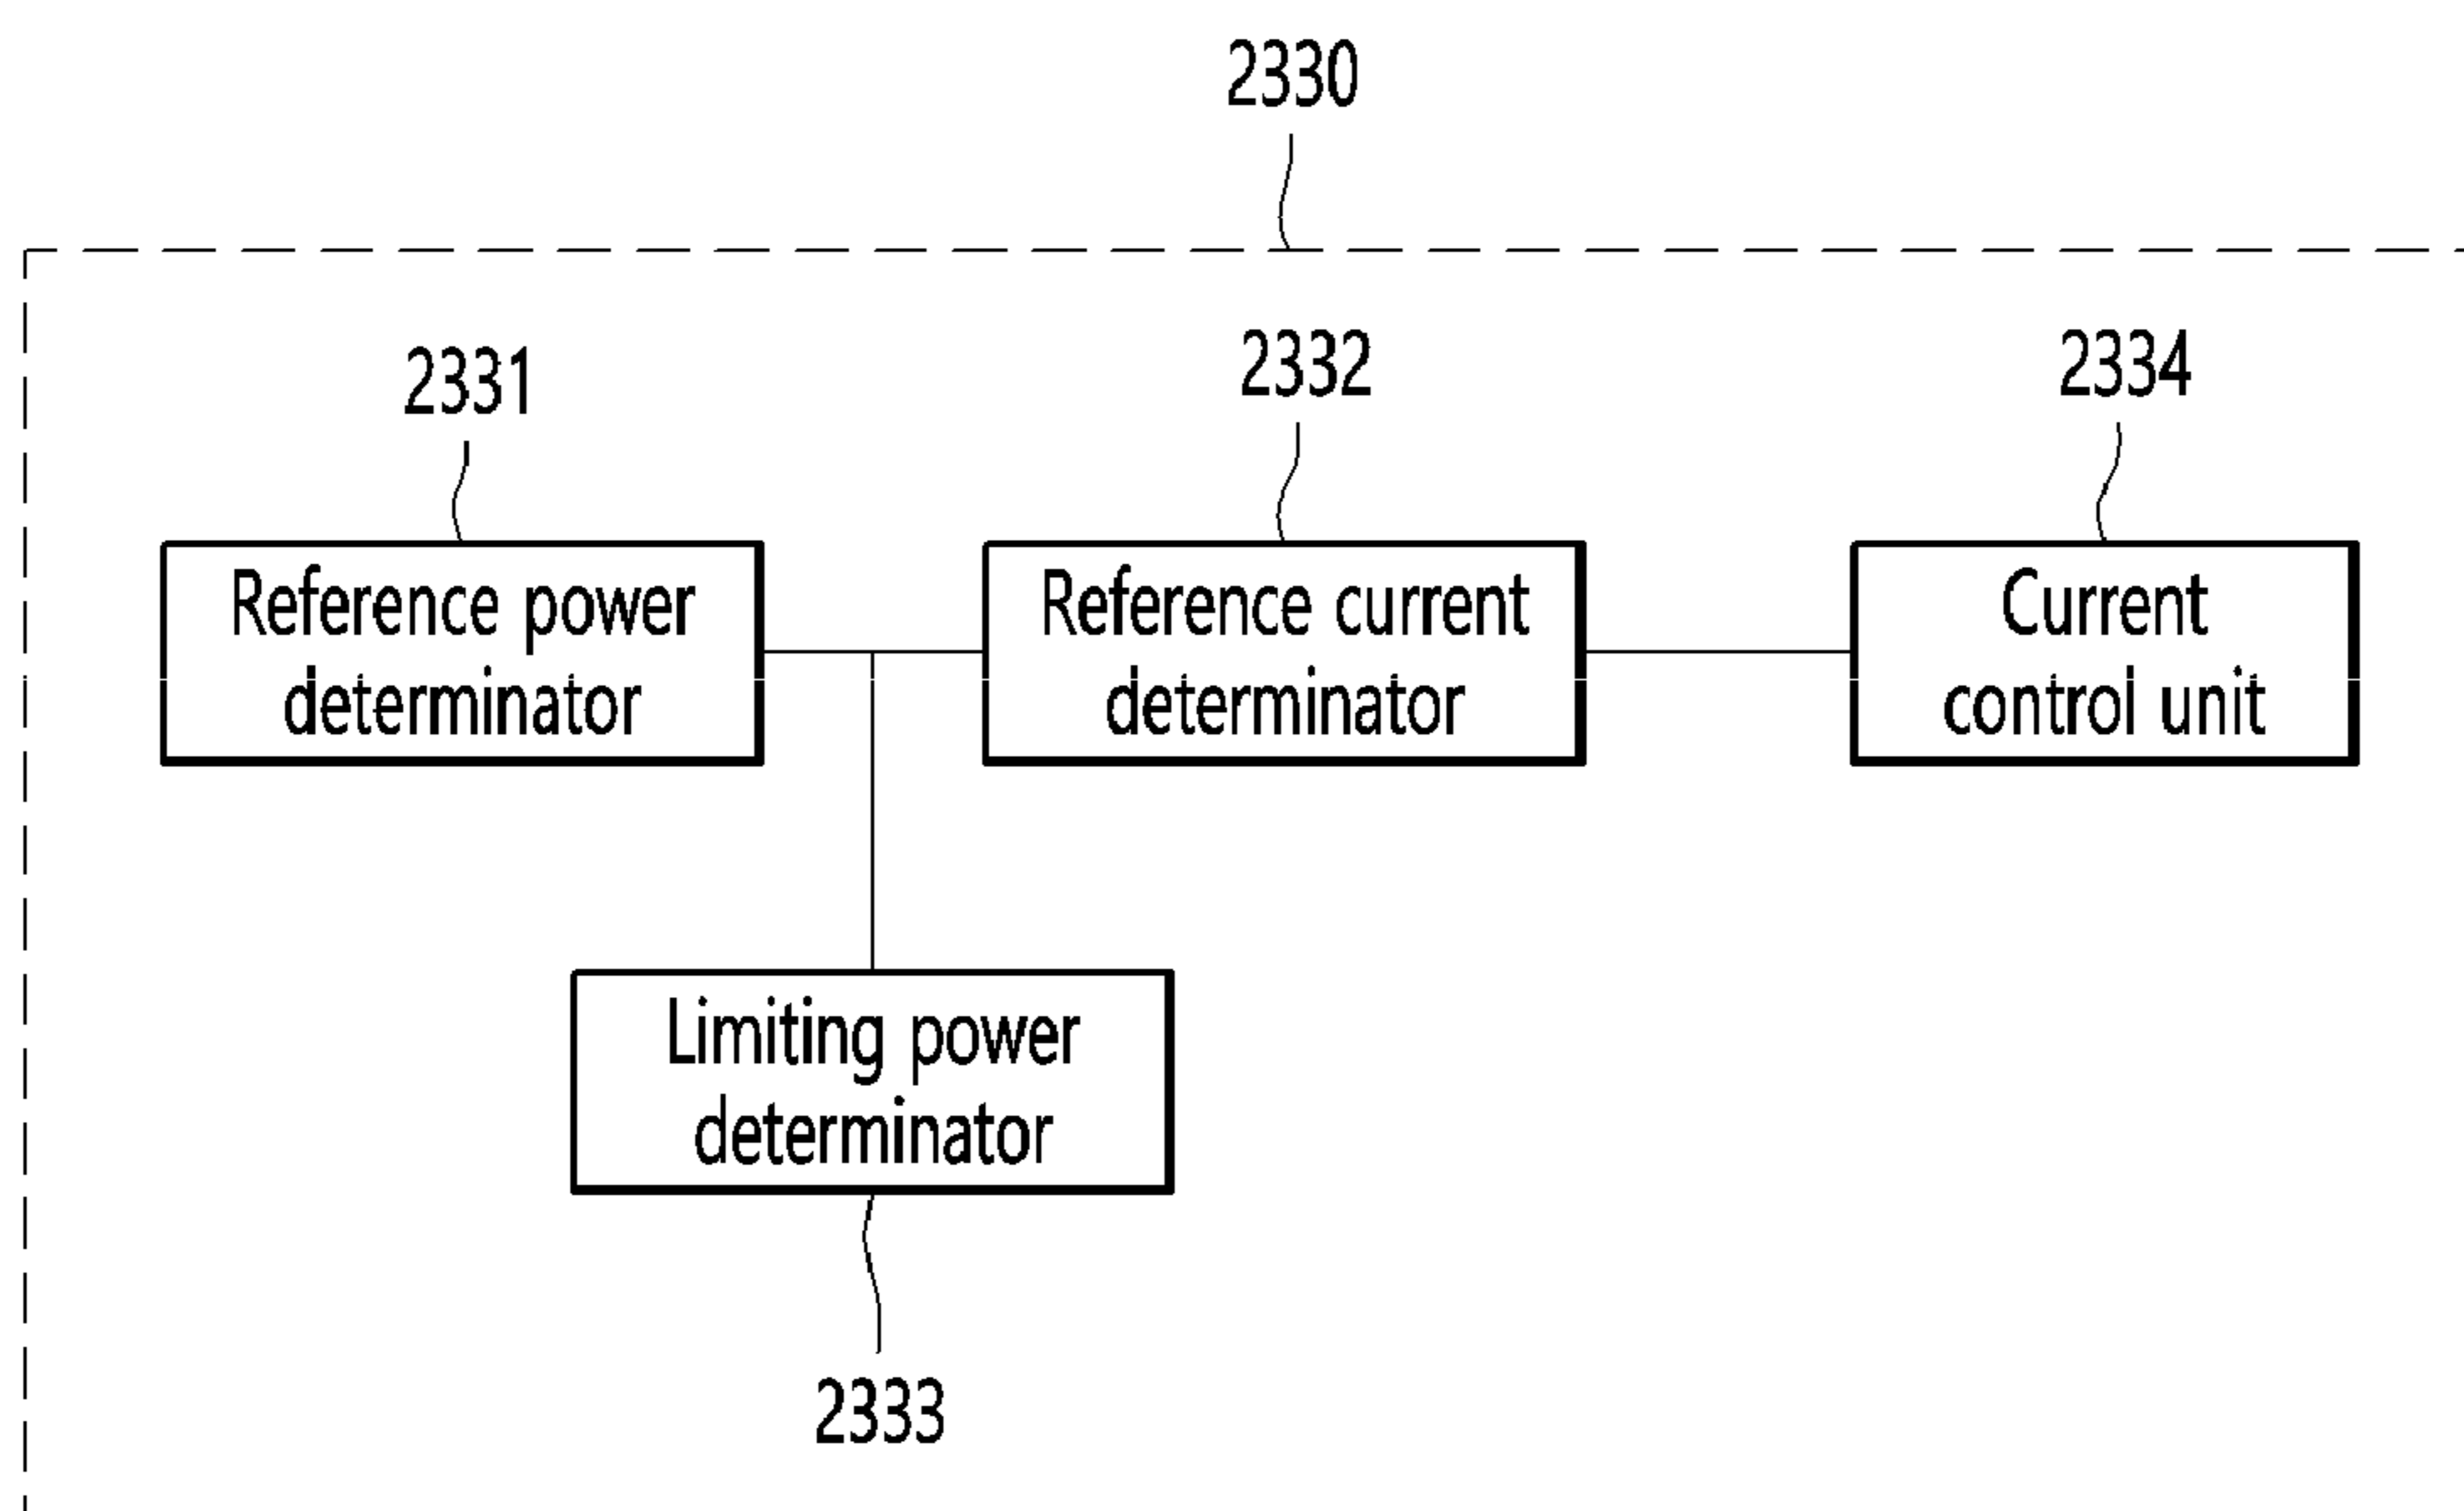 2330
2331
2332
2334
Reference power
determinator
Reference current
determinator
Current
control unit
Limiting power
determinator
2333